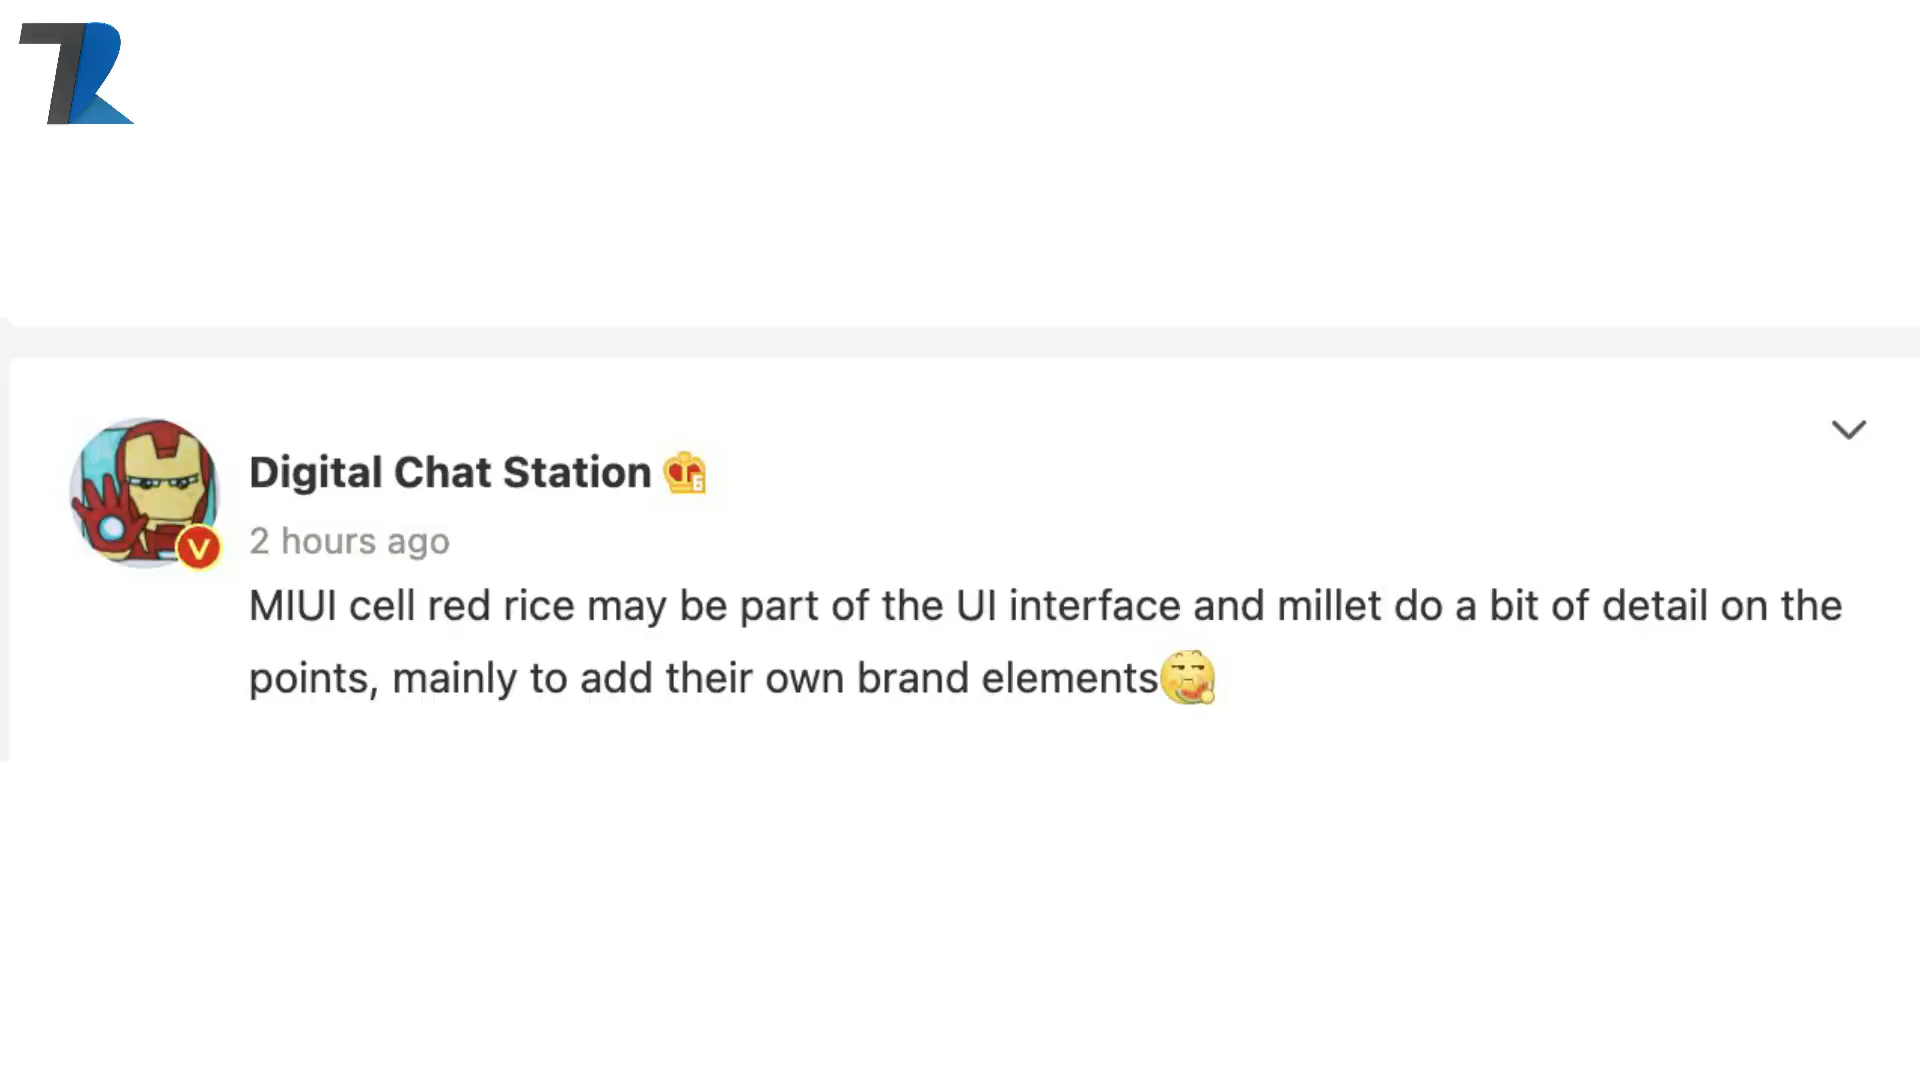 Digital Chat Station
2 hours ago
MIUI cell red rice may be part of the UI interface and millet do a bit of detail on the
points, mainly to add their own brand elements